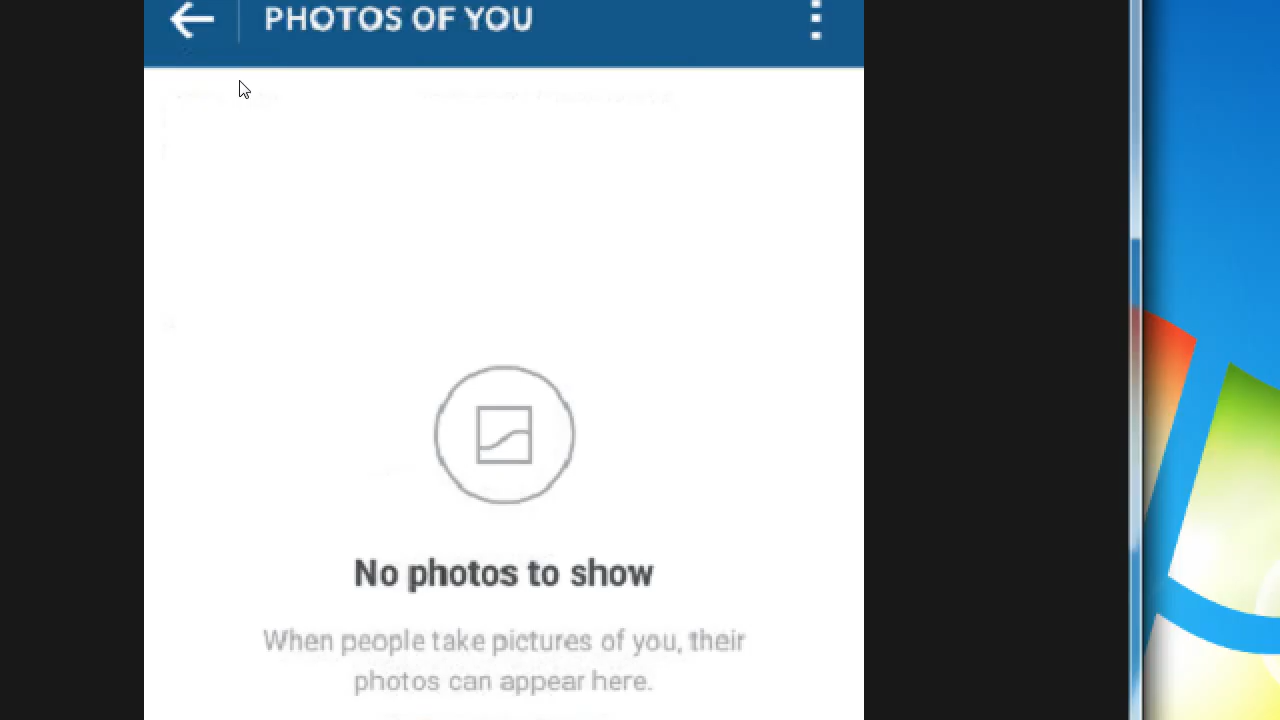 PHOTOS OF YOU
No photos to show
When people take pictures of you, their
photos can appear here.